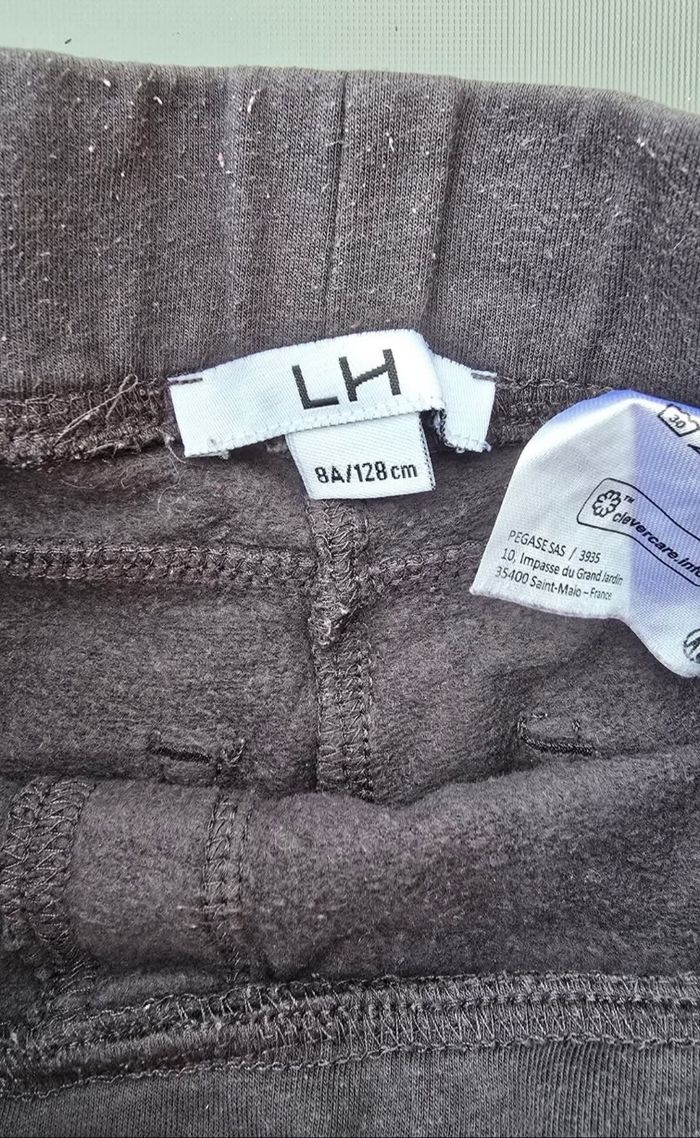 LH
8A/128 cm
30
clevercare.info
PEGASE SAS / 3935
10, Impasse du Grand Jardin
35400 Saint-Malo – France